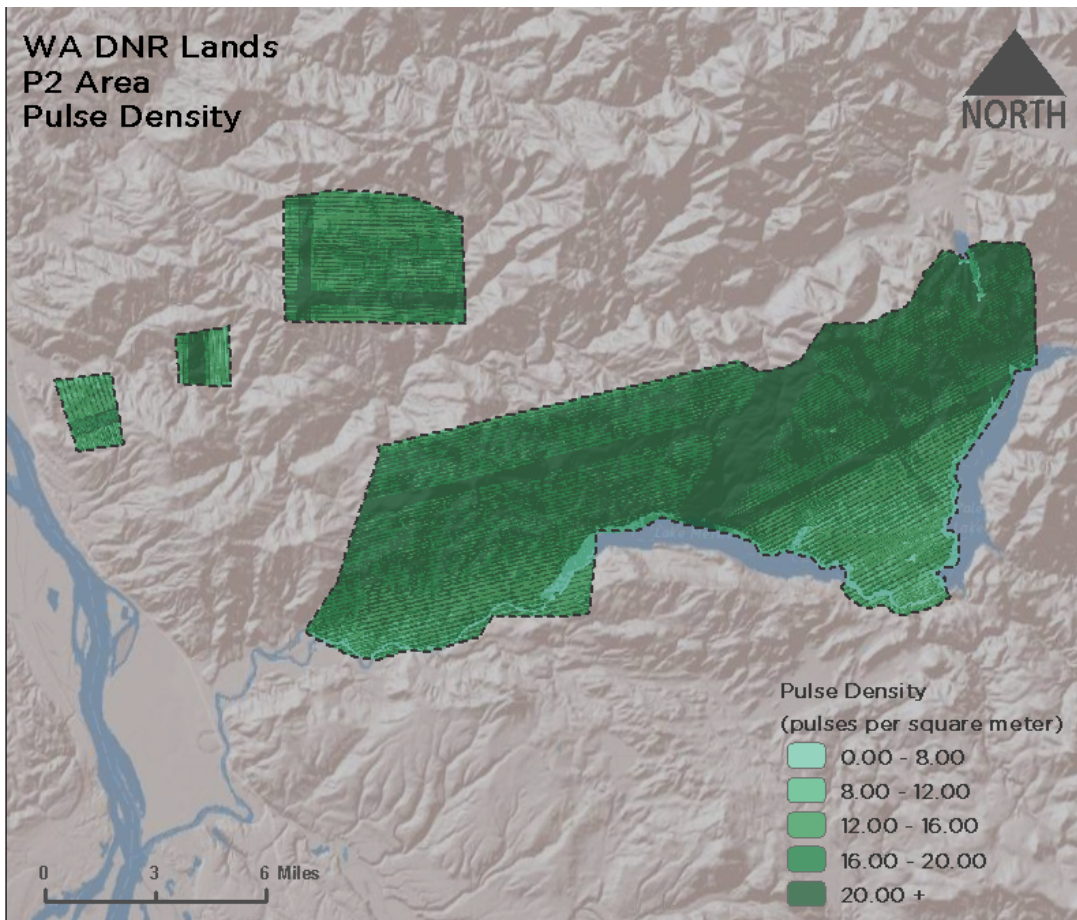 WA DNR Lands
P2 Area
Pulse Density
NORTH
Pulse Density
(pulses per square meter)
0.00 - 8.00
8.00 - 12.00
12.00 - 16.00
16.00 - 20.00
20.00 +
0 3 6 Miles